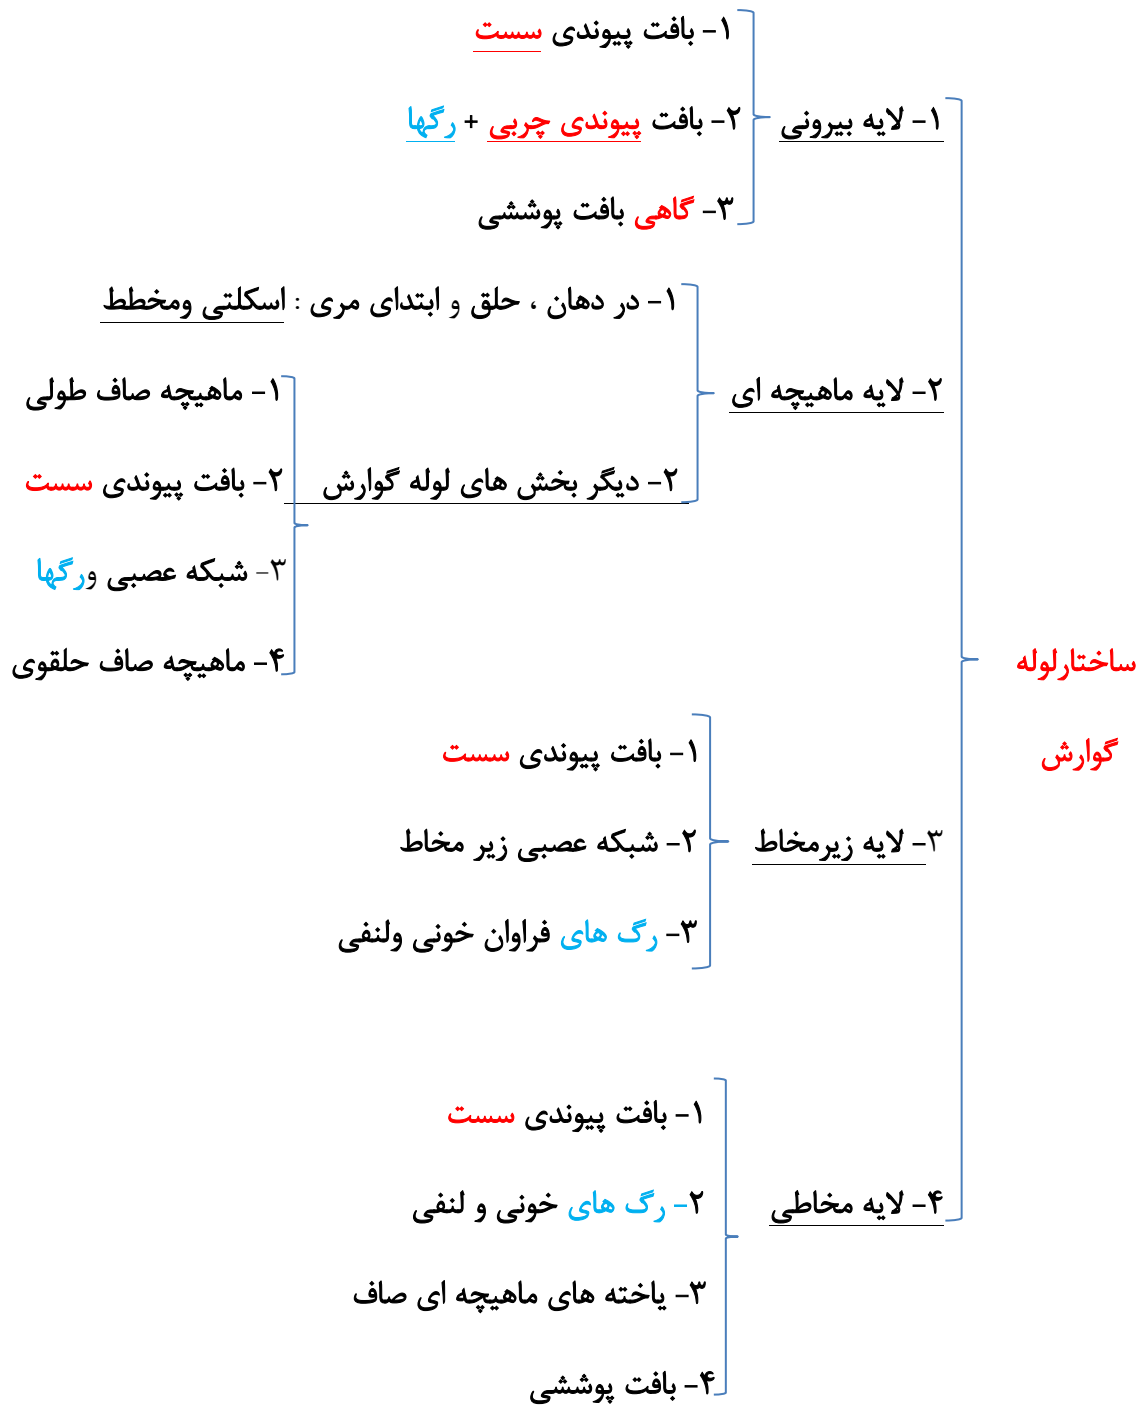 ساختارلوله
گوارش
۱- لایه بیرونی
۱- بافت پیوندی سست
۲- بافت پیوندی چربی + رگها
۳- گاهی بافت پوششی
۲- لایه ماهیچه ای
۱- در دهان ، حلق و ابتدای مری : اسکلتی ومخطط
۲- دیگر بخش های لوله گوارش
۱- ماهیچه صاف طولی
۲- بافت پیوندی سست
۳- شبکه عصبی ورگها
۴- ماهیچه صاف حلقوی
۳- لایه زیرمخاط
۱- بافت پیوندی سست
۲- شبکه عصبی زیر مخاط
۳- رگ های فراوان خونی ولنفی
۴- لایه مخاطی
۱- بافت پیوندی سست
۲- رگ های خونی و لنفی
۳- یاخته های ماهیچه ای صاف
۴- بافت پوششی